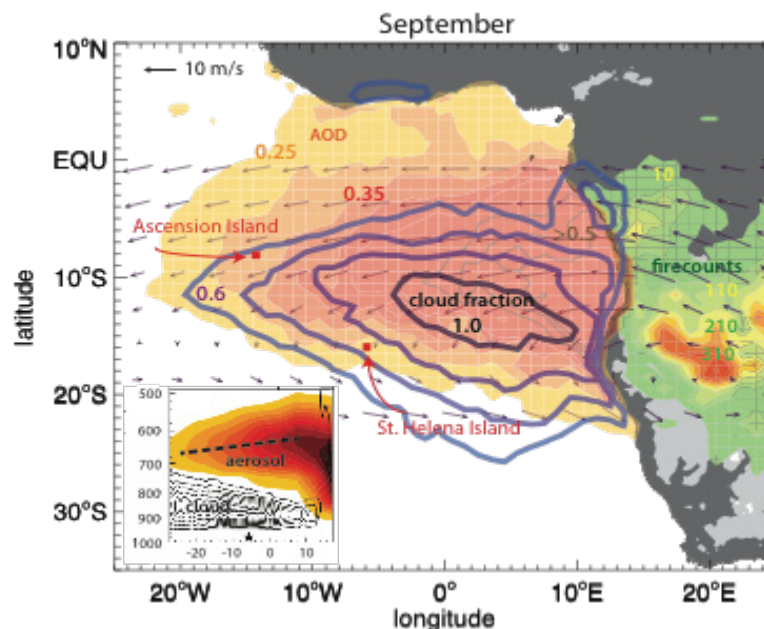 September
10°N
10 m/s
AOD
EQU
0.25
10
0.35
Ascension Island
>0.5
10°S
firecounts
0.6
cloud fraction
110
1.0
210
310
latitude
20°S
500
St. Helena Island
600
aerosol
700
800
cloud
900
30°S
1000
-20 -10 0 10
20°W 10°W 0° 10°E 20°E
longitude